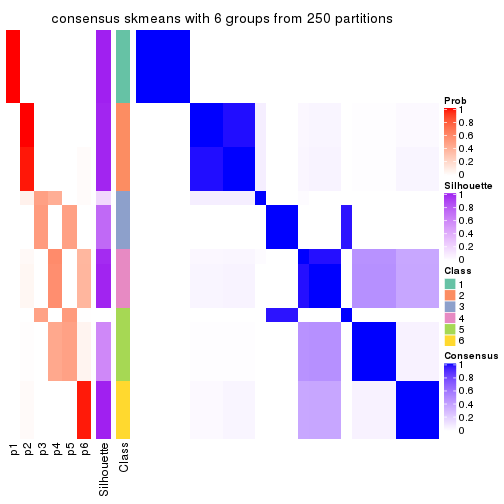 consensus skmeans with 6 groups from 250 partitions
Prob
1
0.8
0.6
0.4
0.2
0
Silhouette
1
0.8
0.6
0.4
0.2
0
Class
1
2
3
4
5
6
Consensus
1
0.8
0.6
0.4
0.2
0
p1
p2
p3
p4
p5
p6
Silhouette
Class